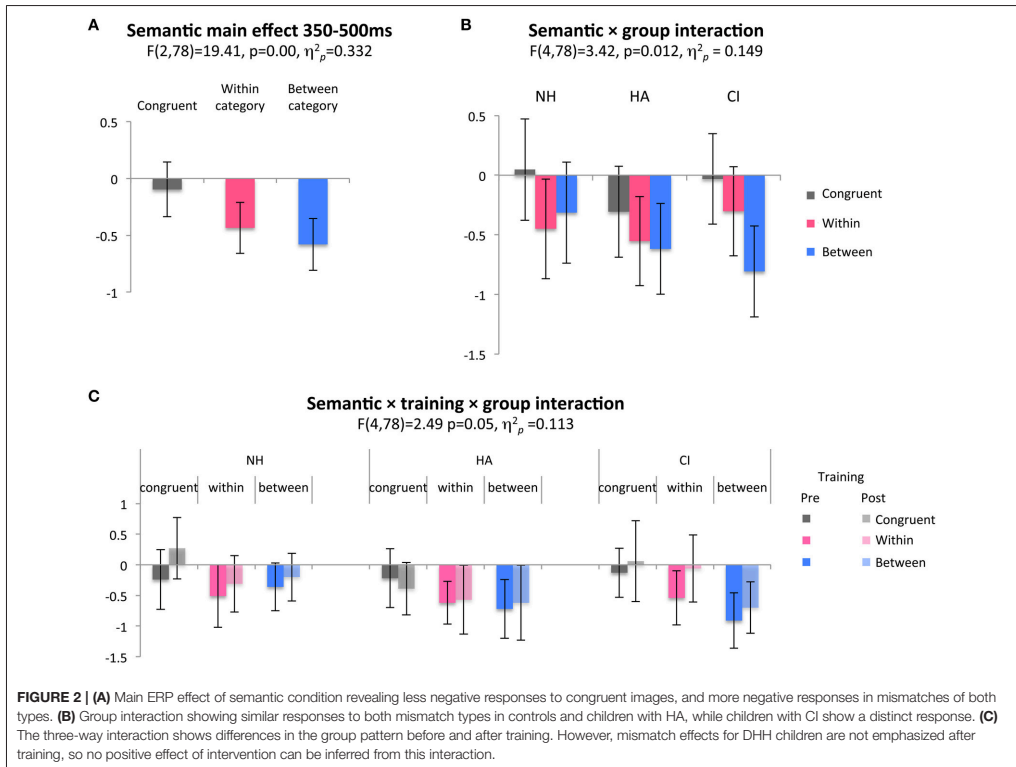 A
Semantic main effect 350-500ms
F(2,78)=19.41, p=0.00, η²p=0.332
Congruent
Within category
Between category
0.5
0
-0.5
-1
B
Semantic × group interaction
F(4,78)=3.42, p=0.012, η²p = 0.149
NH HA CI
0.5
0
-0.5
-1
-1.5
Congruent
Within
Between
C
Semantic × training × group interaction
F(4,78)=2.49 p=0.05, η²p =0.113
NH HA CI
congruent within between congruent within between congruent within between
1
0.5
0
-0.5
-1
-1.5
Training
Pre Post
Congruent
Within
Between
FIGURE 2 | (A) Main ERP effect of semantic condition revealing less negative responses to congruent images, and more negative responses in mismatches of both
types. (B) Group interaction showing similar responses to both mismatch types in controls and children with HA, while children with CI show a distinct response. (C)
The three-way interaction shows differences in the group pattern before and after training. However, mismatch effects for DHH children are not emphasized after
training, so no positive effect of intervention can be inferred from this interaction.